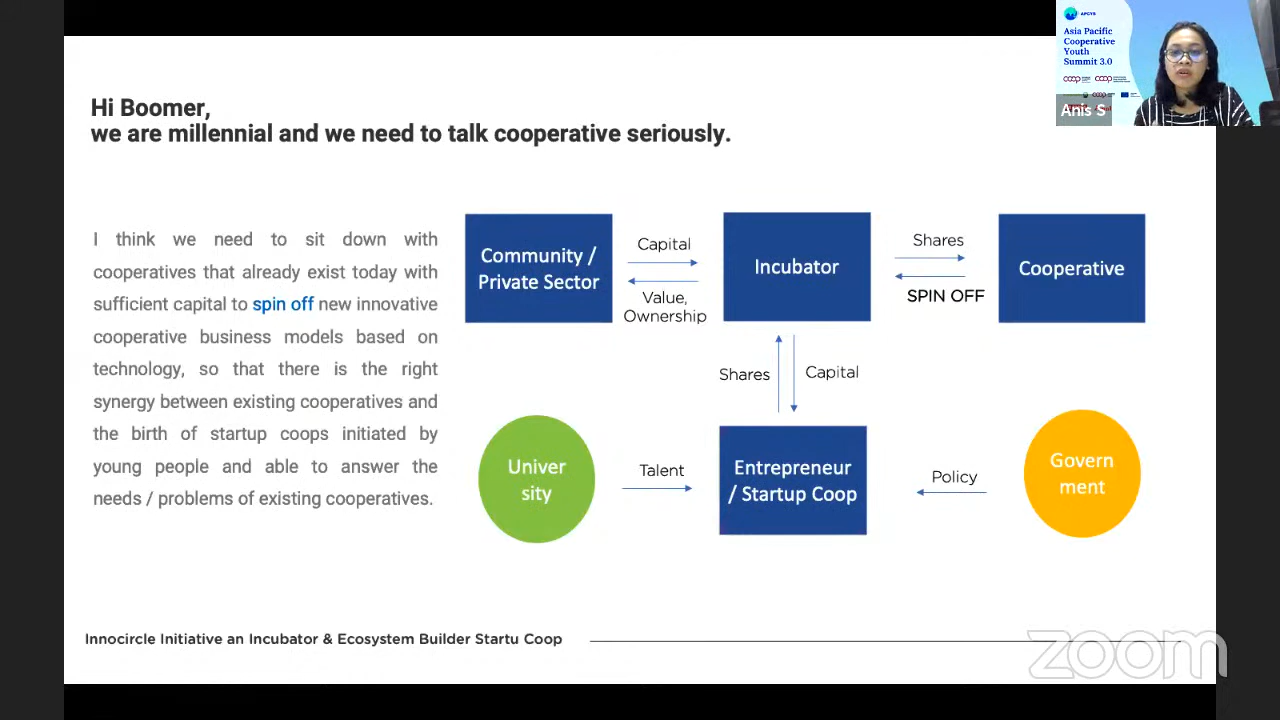 APCYS
Asia Pacific
Cooperative
Youth
Summit 3.0
coop
coop
Anis S
Hi Boomer,
we are millennial and we need to talk cooperative seriously.
I think we need to sit down with
cooperatives that already exist today with
sufficient capital to spin off new innovative
cooperative business models based on
technology, so that there is the right
synergy between existing cooperatives and
the birth of startup coops initiated by
young people and able to answer the
needs / problems of existing cooperatives.
Community /
Private Sector
Capital
Value,
Ownership
Incubator
Shares
SPIN OFF
Cooperative
Shares
Capital
Univer
sity
Talent
Entrepreneur
/ Startup Coop
Policy
Govern
ment
Innocircle Initiative an Incubator & Ecosystem Builder Startu Coop
zoom